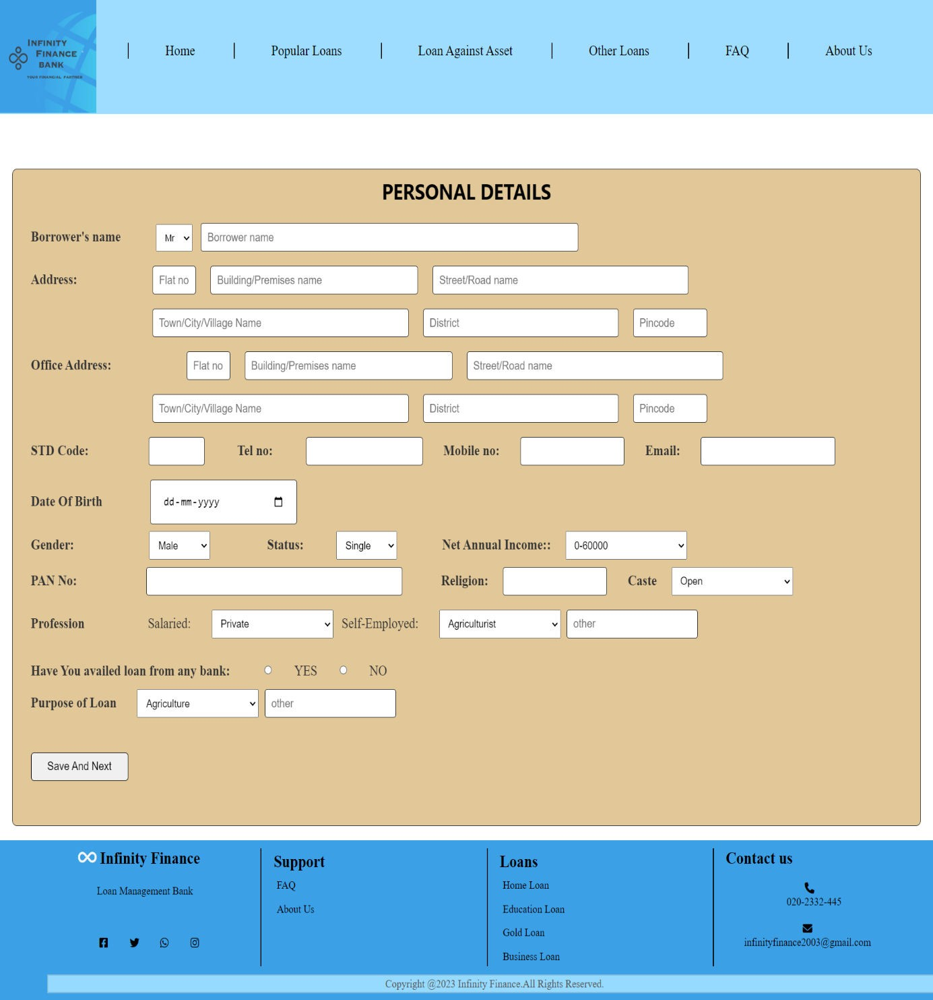 INFINITY
FINANCE
BANK
YOUR FINANCIAL PARTNER
Home
Popular Loans
Loan Against Asset
Other Loans
FAQ
About Us
PERSONAL DETAILS
Borrower's name Mr Borrower name
Address: Flat no Building/Premises name Street/Road name
Town/City/Village Name District Pincode
Office Address: Flat no Building/Premises name Street/Road name
Town/City/Village Name District Pincode
STD Code: Tel no: Mobile no: Email:
Date Of Birth dd-mm-yyyy
Gender: Male Status: Single Net Annual Income:: 0-60000
PAN No: Religion: Caste Open
Profession Salaried: Private Self-Employed: Agriculturist other
Have You availed loan from any bank: YES NO
Purpose of Loan Agriculture other
Save And Next
Infinity Finance
Loan Management Bank
Support
FAQ
About Us
Loans
Home Loan
Education Loan
Gold Loan
Business Loan
Contact us
020-2332-445
infinityfinance2003@gmail.com
Copyright @2023 Infinity Finance.All Rights Reserved.